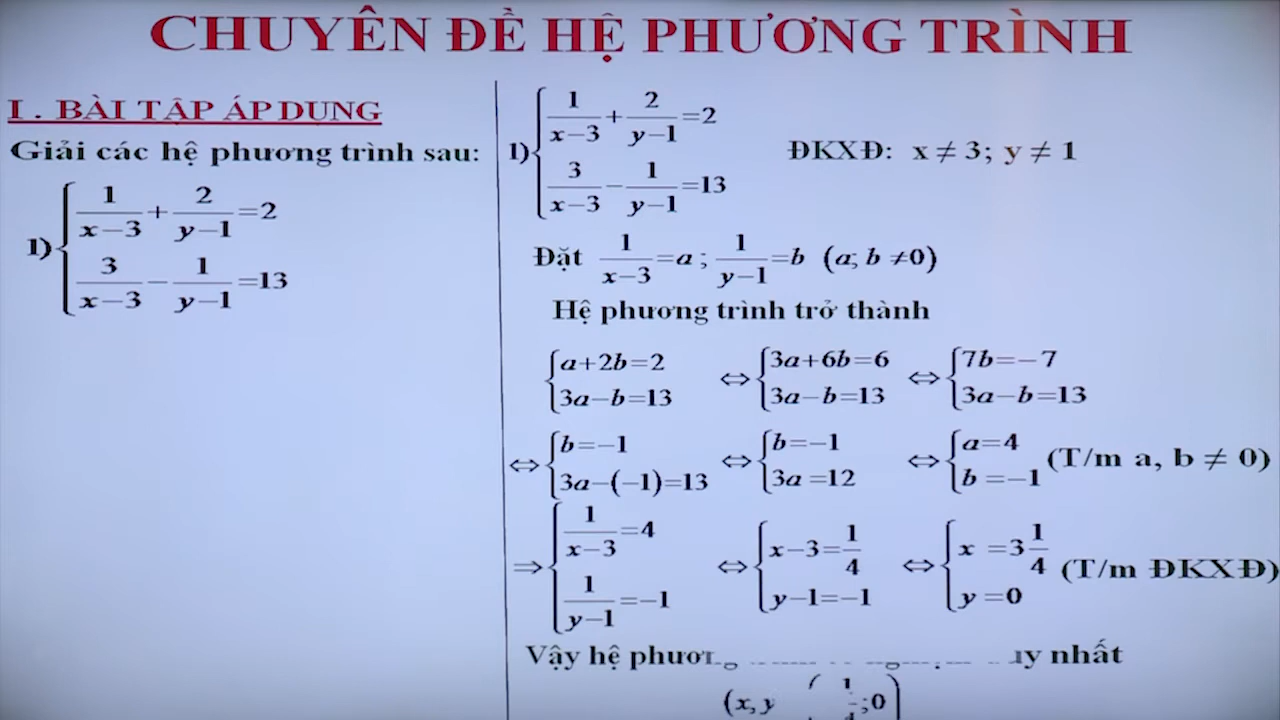 CHUYÊN ĐỀ HỆ PHƯƠNG TRÌNH
I . BÀI TẬP ÁP DỤNG
Giải các hệ phương trình sau:
1) { 1/(x−3) + 2/(y−1) =2
3/(x−3) − 1/(y−1) =13
1) { 1/(x−3) + 2/(y−1) =2
3/(x−3) − 1/(y−1) =13
ĐKXĐ: x ≠ 3; y ≠ 1
Đặt 1/(x−3) =a ; 1/(y−1) =b (a; b ≠0)
Hệ phương trình trở thành
{ a+2b=2 ⇔ { 3a+6b=6 ⇔ { 7b=−7
3a−b=13 3a−b=13 3a−b=13
⇔ { b=−1 ⇔ { b=−1 ⇔ { a=4
3a−(−1)=13 3a =12 b =−1 (T/m a, b ≠ 0)
⇒ { 1/(x−3) =4 ⇔ { x−3= 1/4 ⇔ { x =3 1/4
1/(y−1) =−1 y−1=−1 y =0 (T/m ĐKXĐ)
Vậy hệ nhất
(x, y ;0)